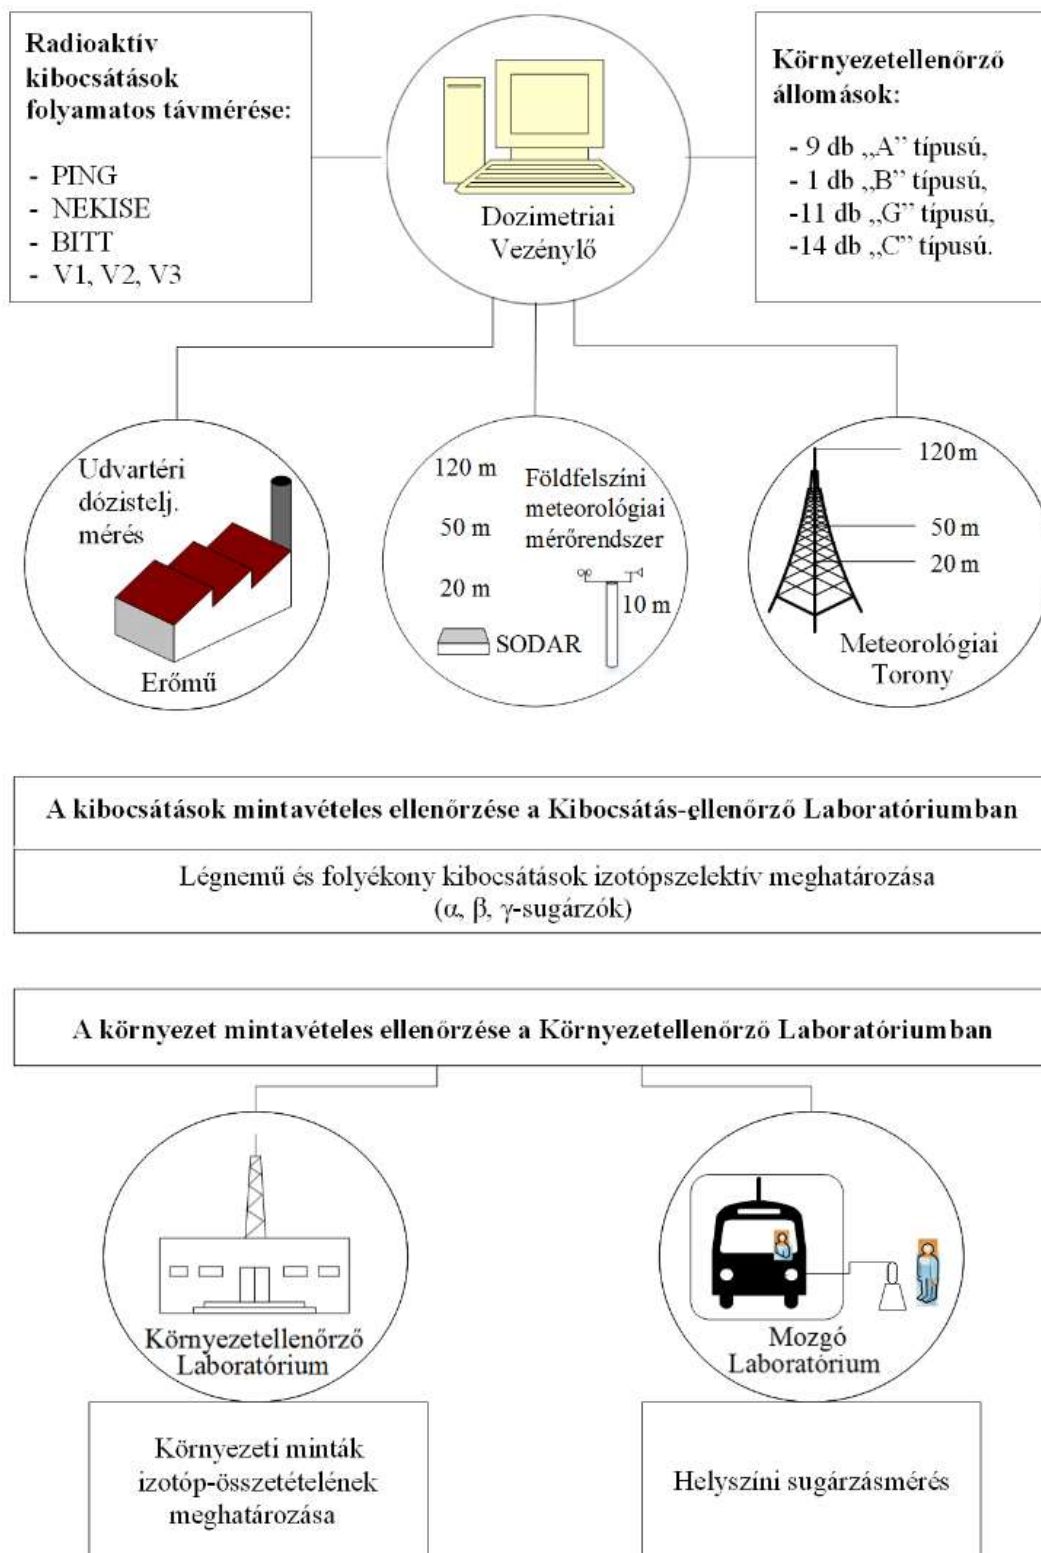 Radioaktív
kibocsátások
folyamatos távmérése:
- PING
- NEKISE
- BITT
- V1, V2, V3
Dozimetriai
Vezénylő
Környezetellenőrző
állomások:
- 9 db „A” típusú,
- 1 db „B” típusú,
-11 db „G” típusú,
-14 db „C” típusú.
Udvartéri
dózistelj.
mérés
Erőmű
120 m
50 m
20 m
SODAR
Földfelszíni
meteorológiai
mérőrendszer
10 m
120 m
50 m
20 m
Meteorológiai
Torony
A kibocsátások mintavételes ellenőrzése a Kibocsátás-ellenőrző Laboratóriumban
Légnemű és folyékony kibocsátások izotópszelektív meghatározása
(α, β, γ-sugárzók)
A környezet mintavételes ellenőrzése a Környezetellenőrző Laboratóriumban
Környezetellenőrző
Laboratórium
Mozgó
Laboratórium
Környezeti minták
izotóp-összetételének
meghatározása
Helyszíni sugárzásmérés